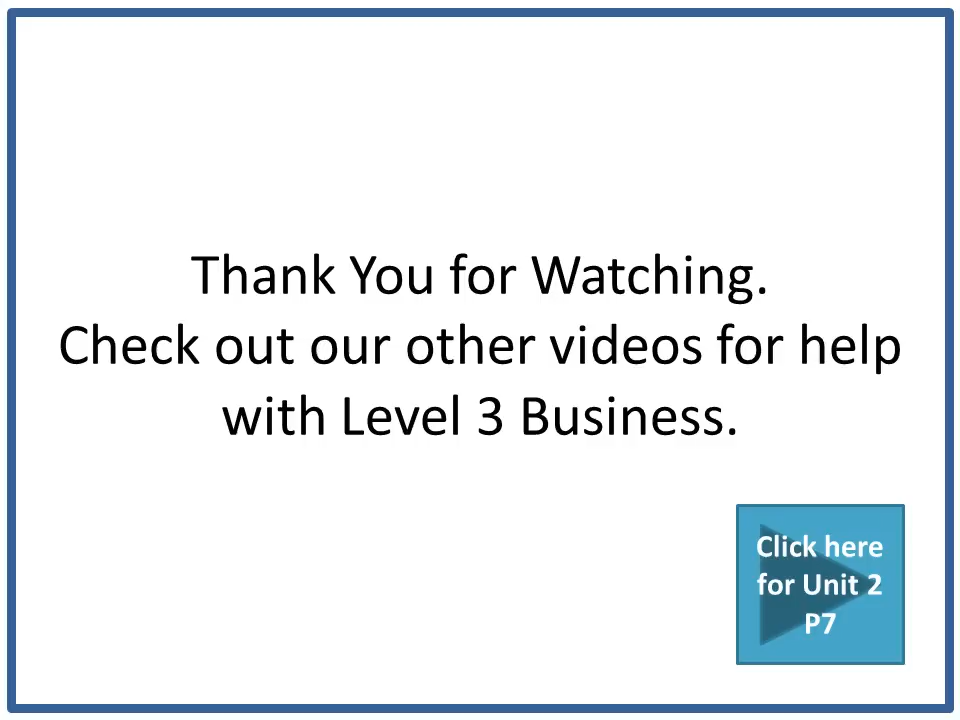 Thank You for Watching.
Check out our other videos for help
with Level 3 Business.
Click here
for Unit 2
P7